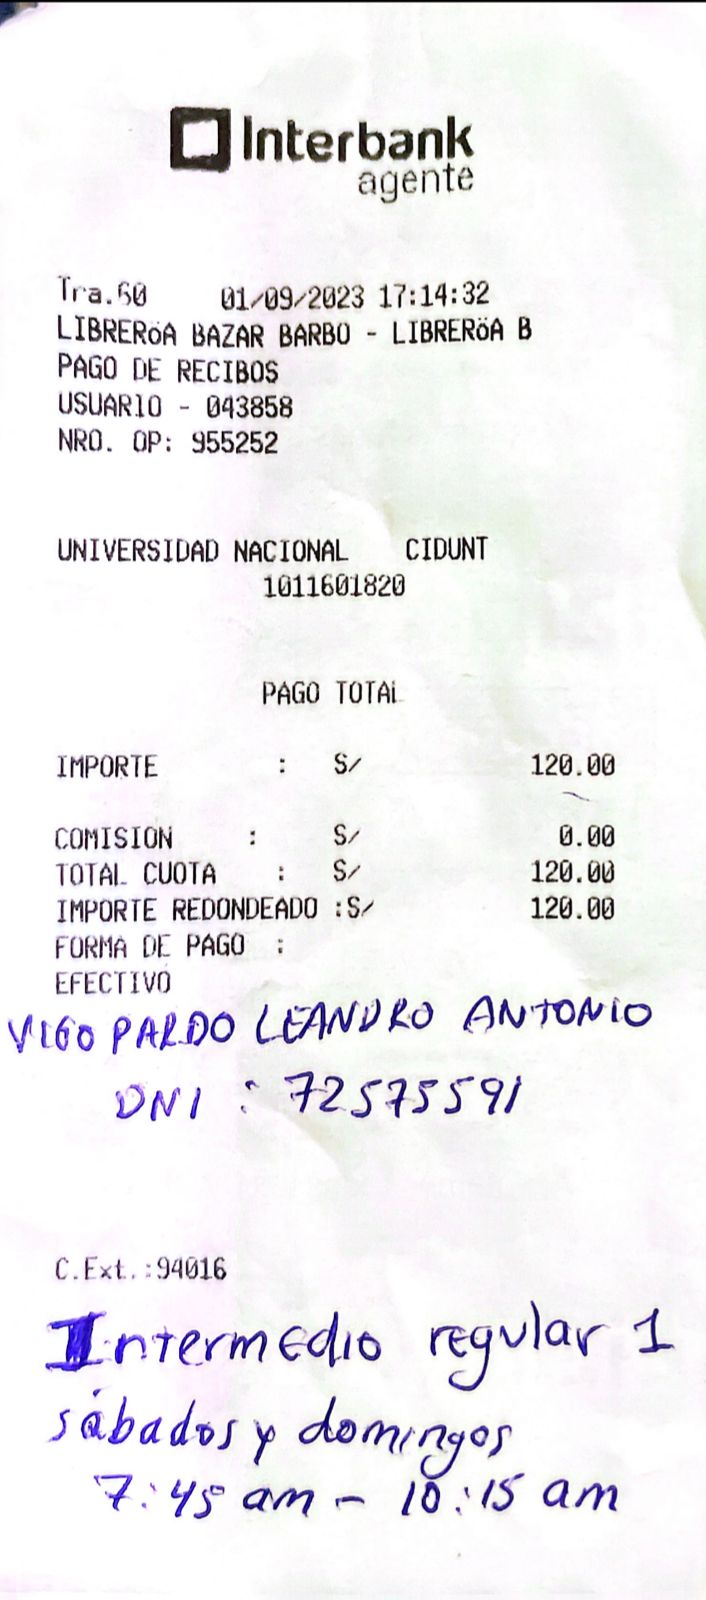 Interbank
agente
Tra.60 01/09/2023 17:14:32
LIBRERöA BAZAR BARBO - LIBRERöA B
PAGO DE RECIBOS
USUARIO - 043858
NRO. OP: 955252
UNIVERSIDAD NACIONAL CIDUNT
1011601820
PAGO TOTAL
IMPORTE : S/ 120.00
COMISION : S/ 0.00
TOTAL CUOTA : S/ 120.00
IMPORTE REDONDEADO :S/ 120.00
FORMA DE PAGO :
EFECTIVO
VIGO PARDO LEANDRO ANTONIO
DNI : 72575591
C.Ext.:94016
Intermedio regular 1
sábados y domingos
7:45 am - 10:15 am